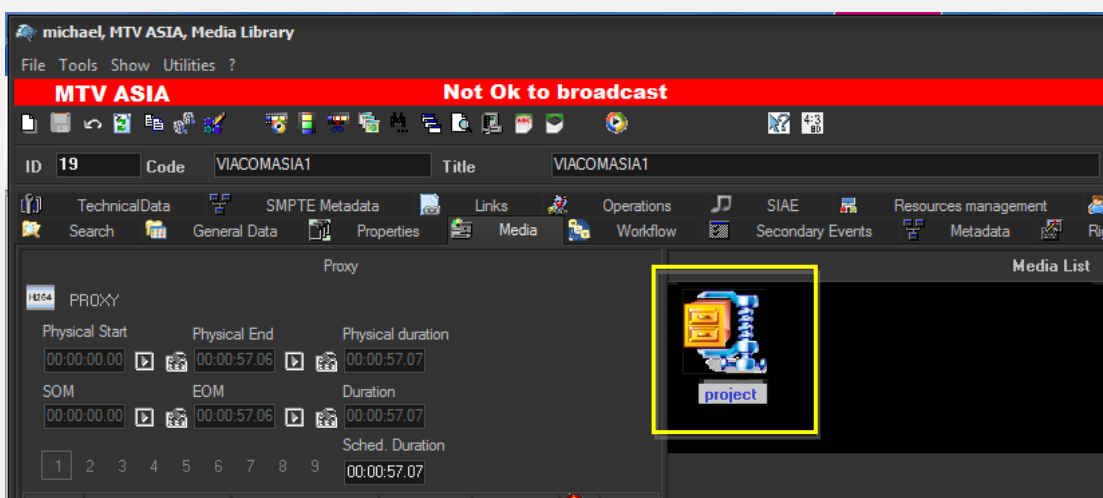 michael, MTV ASIA, Media Library
File Tools Show Utilities ?
MTV ASIA Not Ok to broadcast
ABC 4:3
ID 19 Code VIACOMASIA1 Title VIACOMASIA1
TechnicalData SMPTE Metadata Links Operations SIAE Resources management
Search General Data Properties Media Workflow Secondary Events Metadata
Proxy Media List
H264 PROXY
Physical Start Physical End Physical duration
00:00:00.00 00:00:57.06 00:00:57.07
SOM EOM Duration
00:00:00.00 00:00:57.06 00:00:57.07
Sched. Duration
1 2 3 4 5 6 7 8 9 00:00:57.07
project